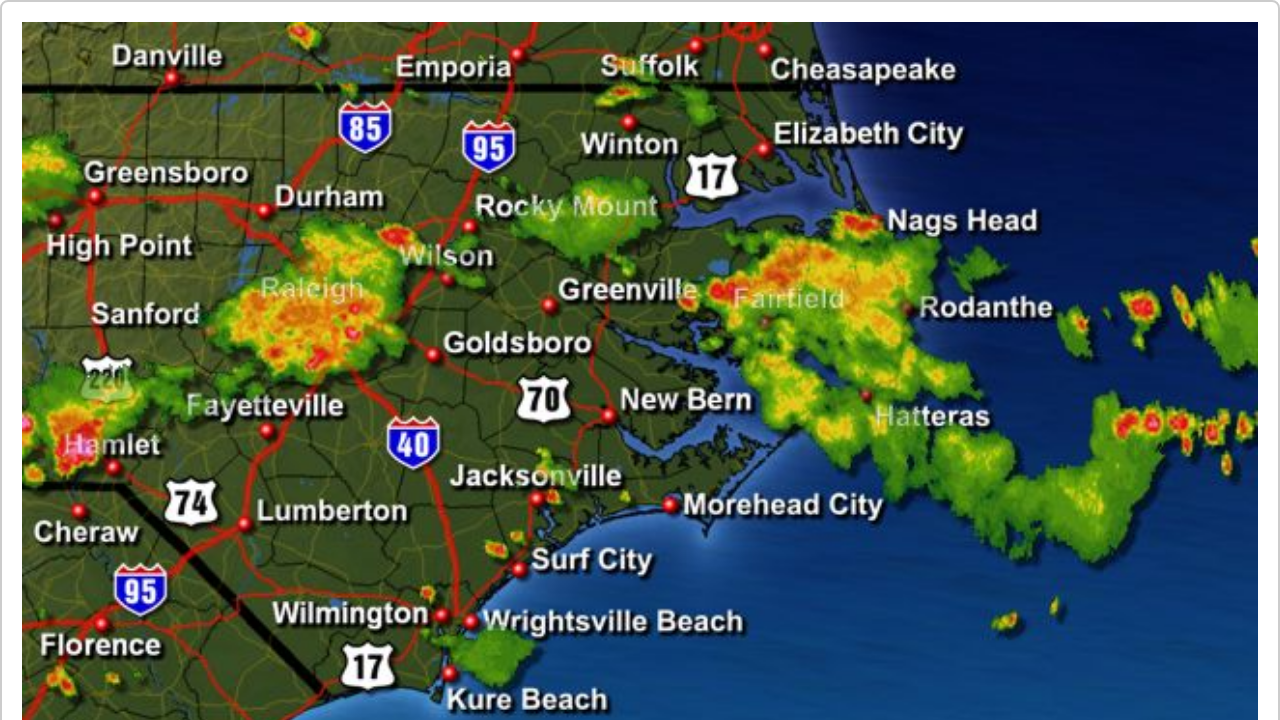 Danville
Emporia
Suffolk
Cheasapeake
85
95
Winton
Elizabeth City
17
Greensboro
Durham
Rocky Mount
Nags Head
High Point
Wilson
Raleigh
Greenville
Fairfield
Rodanthe
Sanford
Goldsboro
220
Fayetteville
70
New Bern
Hatteras
Hamlet
40
Jacksonville
74
Lumberton
Morehead City
Cheraw
Surf City
95
Wilmington
Wrightsville Beach
Florence
17
Kure Beach